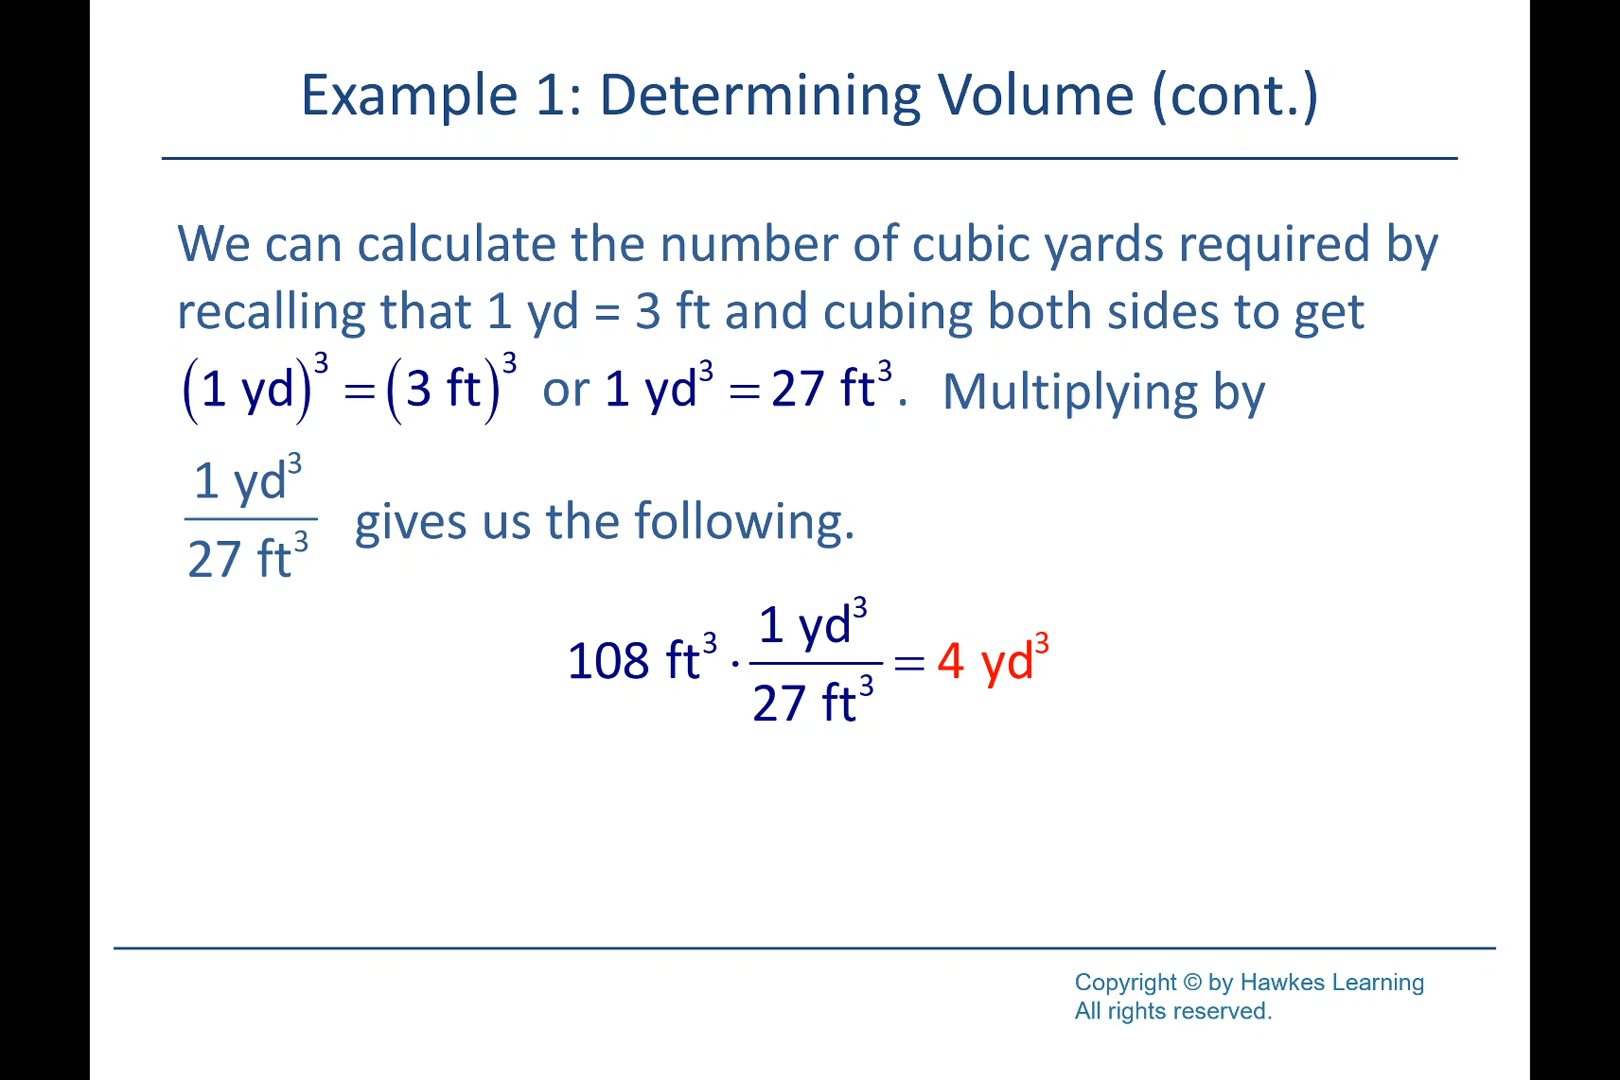 Example 1: Determining Volume (cont.)
We can calculate the number of cubic yards required by
recalling that 1 yd = 3 ft and cubing both sides to get
(1 yd)³ = (3 ft)³ or 1 yd³ = 27 ft³. Multiplying by
1 yd³
27 ft³ gives us the following.
108 ft³ · 1 yd³ / 27 ft³ = 4 yd³
Copyright © by Hawkes Learning
All rights reserved.